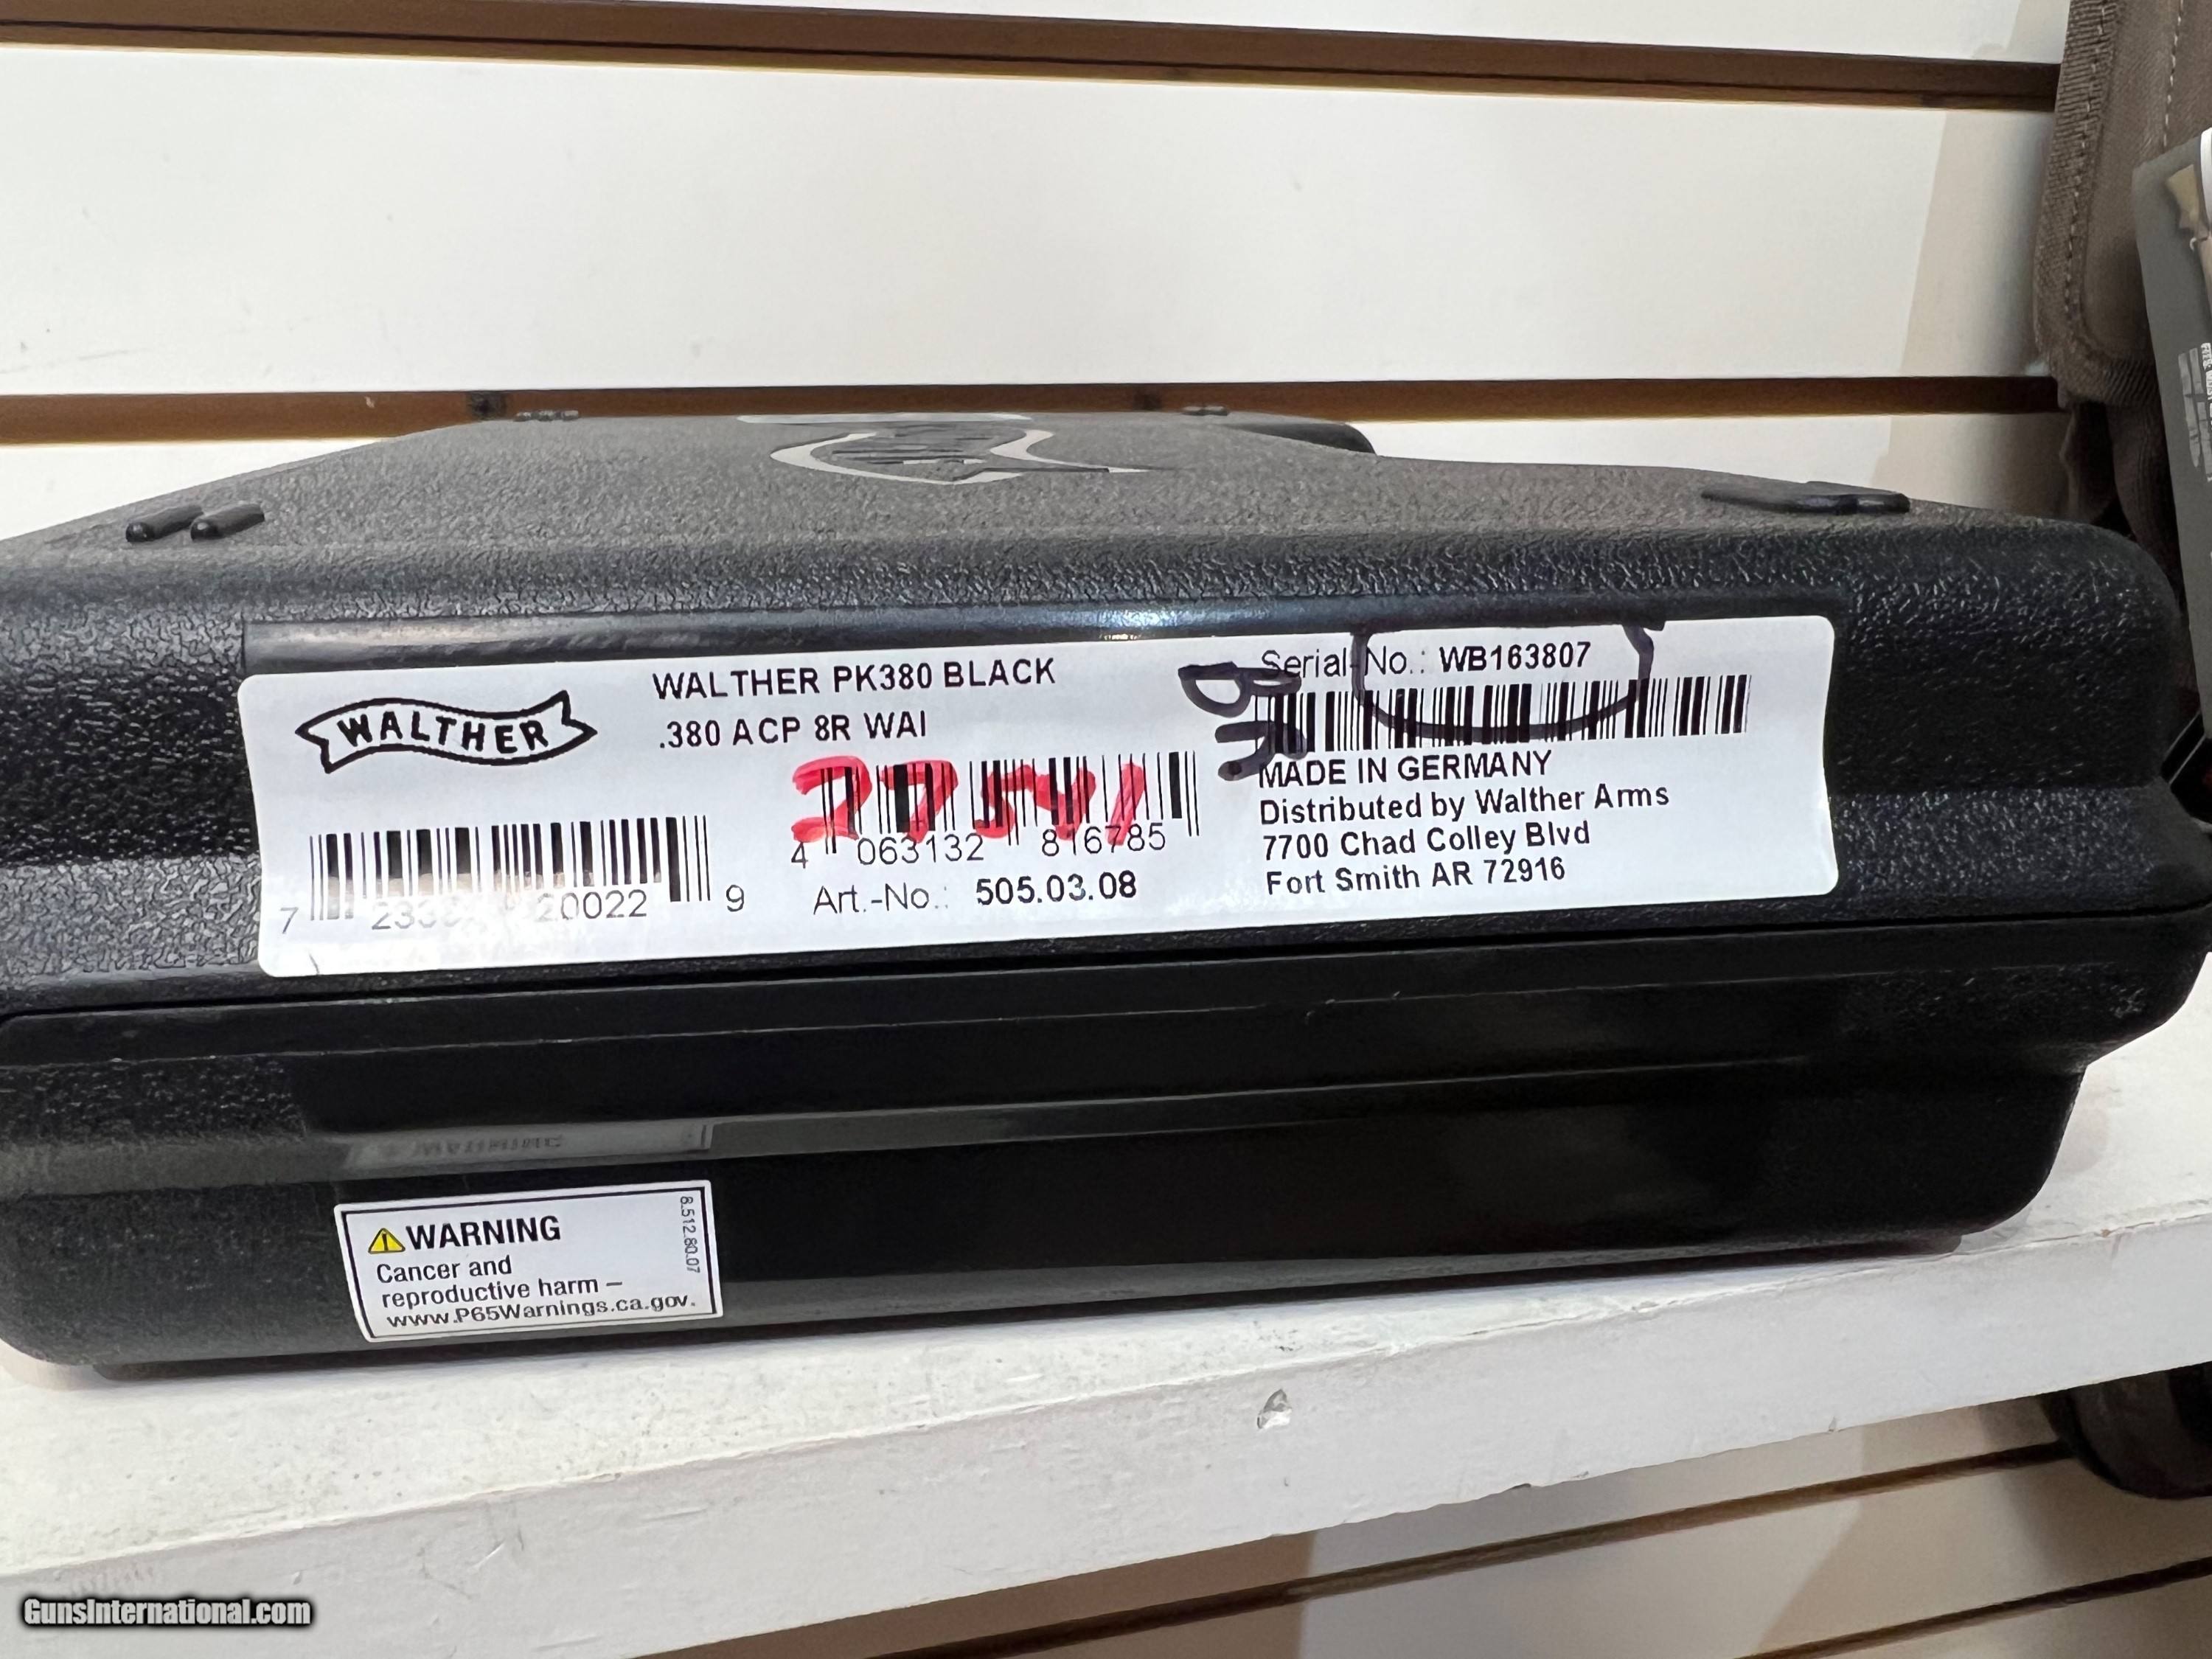 WALTHER
WALTHER PK380 BLACK
.380 ACP 8R WAI
20022 9
4 063132 816785
Art.-No.: 505.03.08
Serial-No.: WB163807
MADE IN GERMANY
Distributed by Walther Arms
7700 Chad Colley Blvd
Fort Smith AR 72916
WARNING
Cancer and
reproductive harm –
www.P65Warnings.ca.gov.
8.512.80.07
GunsInternational.com